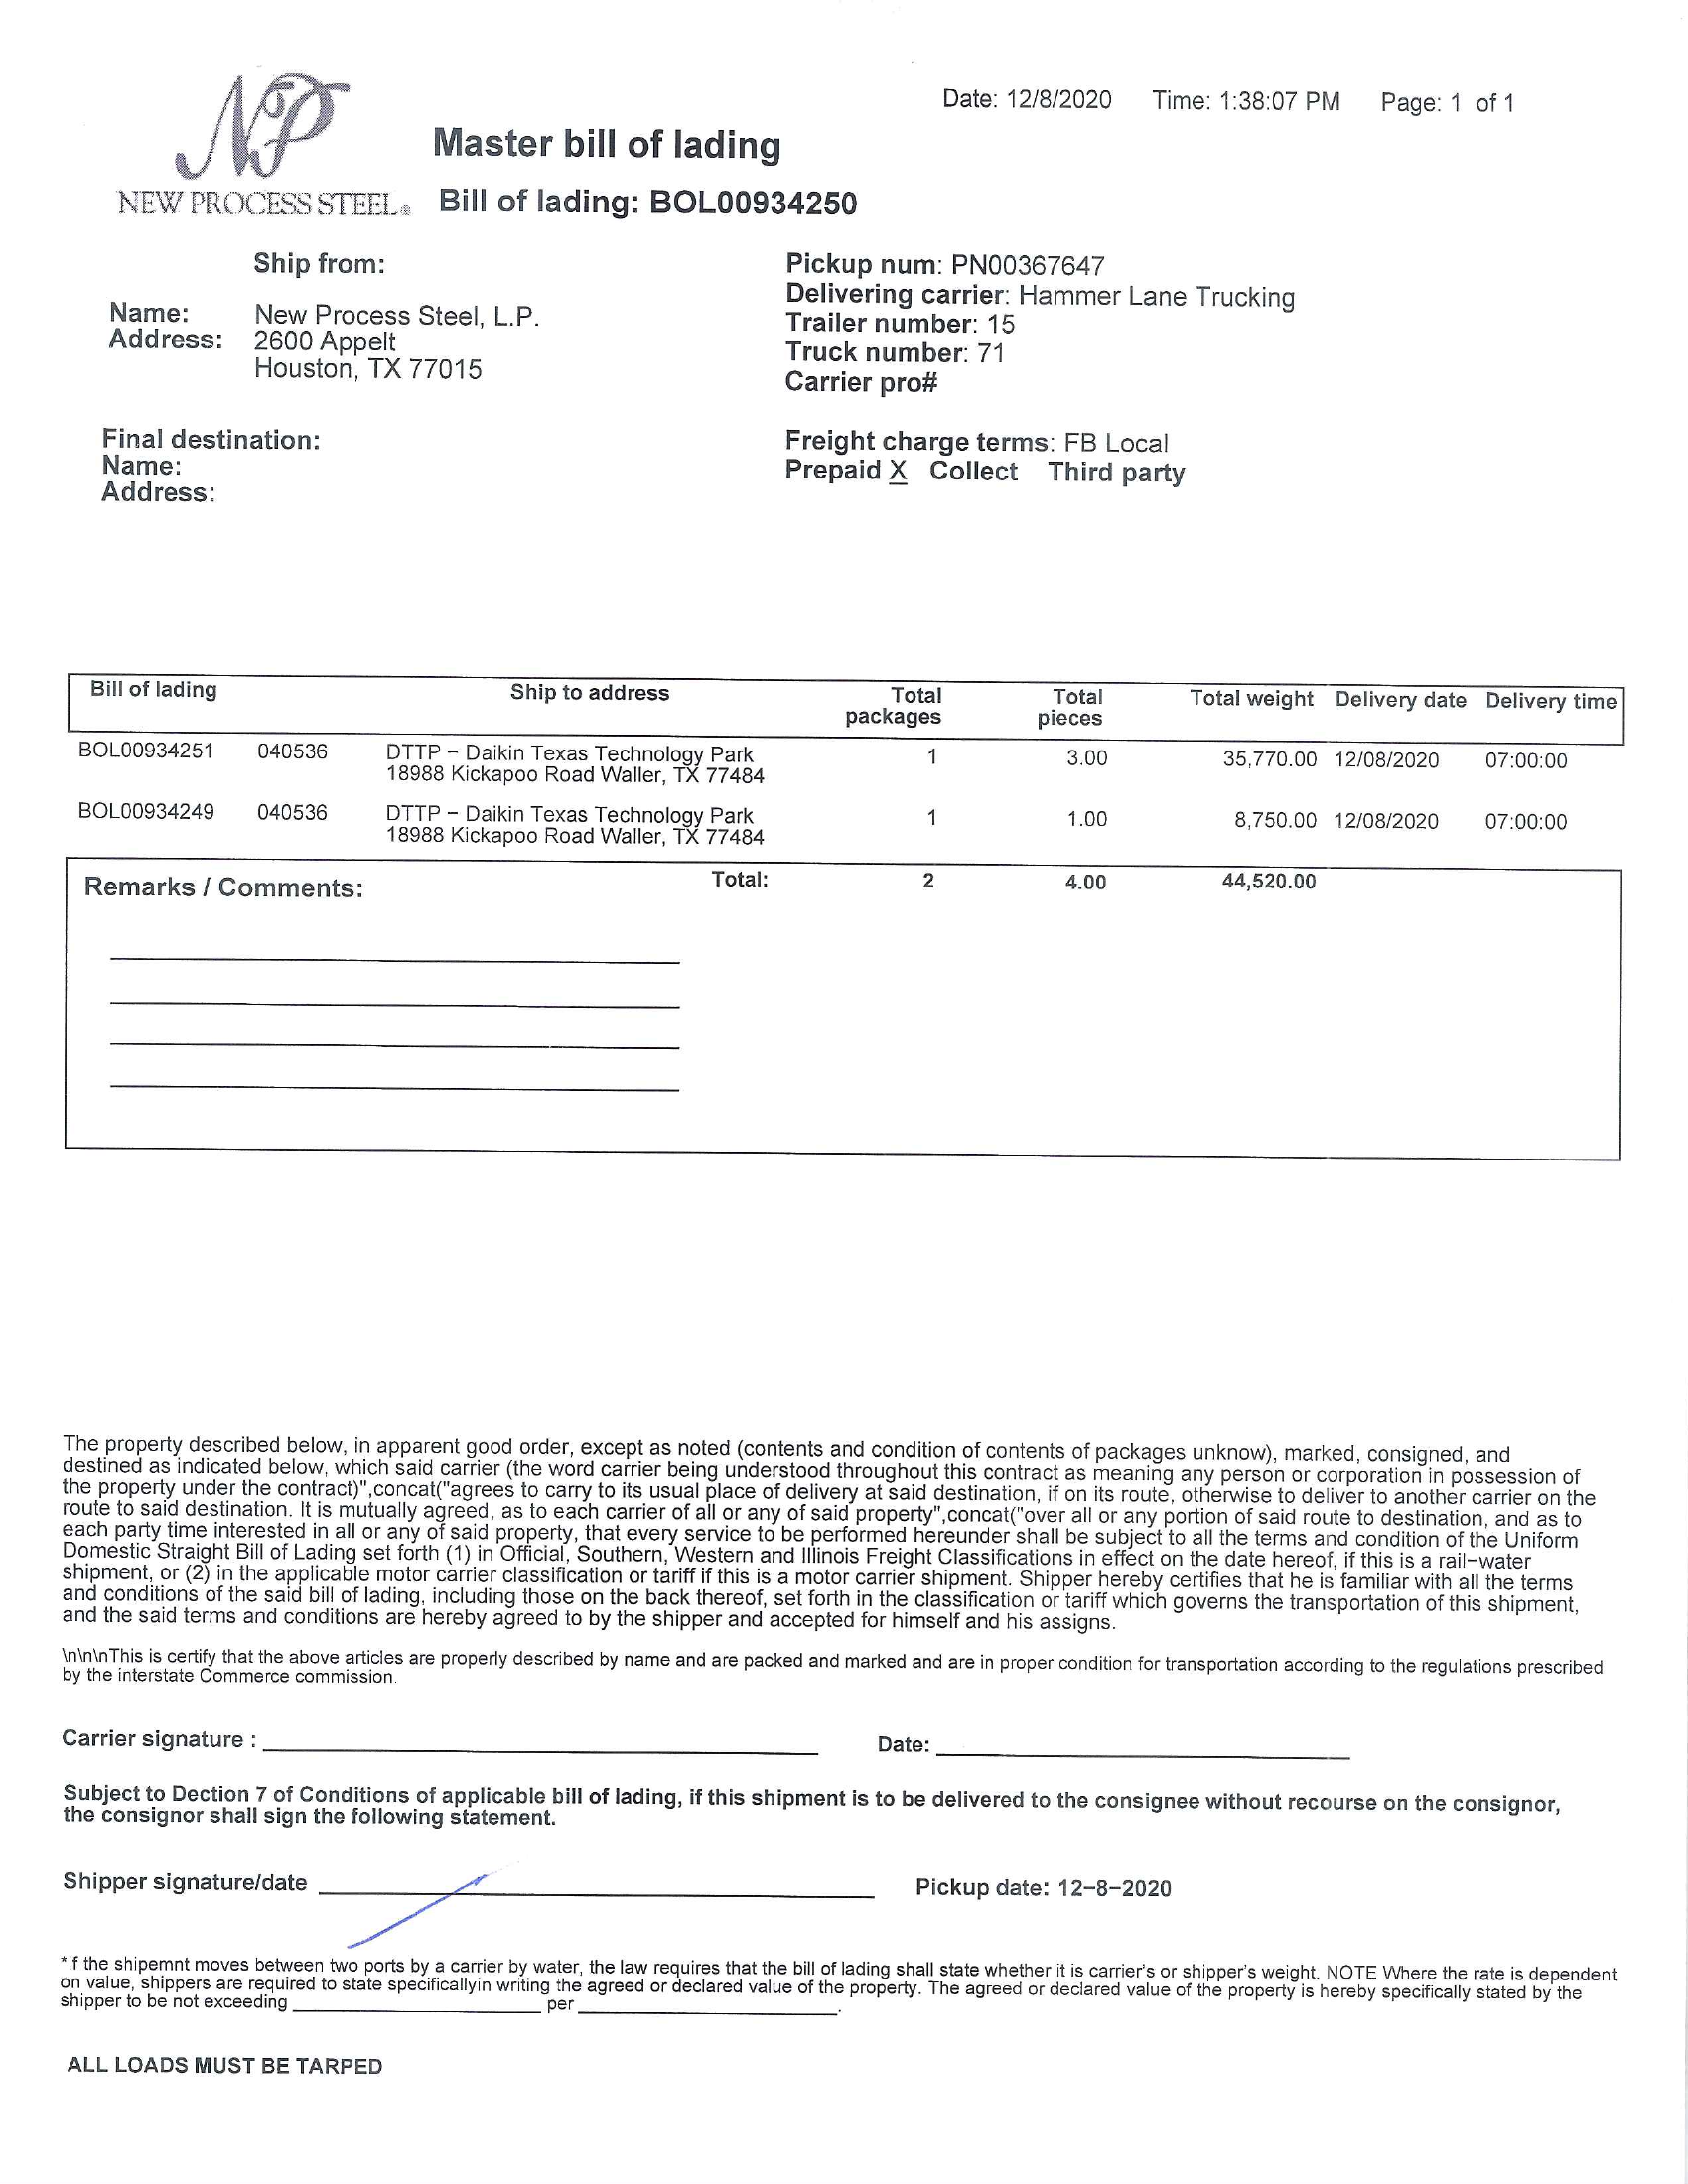 NP
NEW PROCESS STEEL®
Date: 12/8/2020 Time: 1:38:07 PM Page: 1 of 1
Master bill of lading
Bill of lading: BOL00934250
Ship from:
Name: New Process Steel, L.P.
Address: 2600 Appelt
Houston, TX 77015
Pickup num: PN00367647
Delivering carrier: Hammer Lane Trucking
Trailer number: 15
Truck number: 71
Carrier pro#
Final destination:
Name:
Address:
Freight charge terms: FB Local
Prepaid X Collect Third party
Bill of lading Ship to address Total packages Total pieces Total weight Delivery date Delivery time
BOL00934251 040536 DTTP – Daikin Texas Technology Park 1 3.00 35,770.00 12/08/2020 07:00:00
18988 Kickapoo Road Waller, TX 77484
BOL00934249 040536 DTTP – Daikin Texas Technology Park 1 1.00 8,750.00 12/08/2020 07:00:00
18988 Kickapoo Road Waller, TX 77484
Remarks / Comments: Total: 2 4.00 44,520.00
The property described below, in apparent good order, except as noted (contents and condition of contents of packages unknow), marked, consigned, and
destined as indicated below, which said carrier (the word carrier being understood throughout this contract as meaning any person or corporation in possession of
the property under the contract)",concat("agrees to carry to its usual place of delivery at said destination, if on its route, otherwise to deliver to another carrier on the
route to said destination. It is mutually agreed, as to each carrier of all or any of said property",concat("over all or any portion of said route to destination, and as to
each party time interested in all or any of said property, that every service to be performed hereunder shall be subject to all the terms and condition of the Uniform
Domestic Straight Bill of Lading set forth (1) in Official, Southern, Western and Illinois Freight Classifications in effect on the date hereof, if this is a rail–water
shipment, or (2) in the applicable motor carrier classification or tariff if this is a motor carrier shipment. Shipper hereby certifies that he is familiar with all the terms
and conditions of the said bill of lading, including those on the back thereof, set forth in the classification or tariff which governs the transportation of this shipment,
and the said terms and conditions are hereby agreed to by the shipper and accepted for himself and his assigns.
\n\n\nThis is certify that the above articles are properly described by name and are packed and marked and are in proper condition for transportation according to the regulations prescribed
by the interstate Commerce commission.
Carrier signature : Date:
Subject to Dection 7 of Conditions of applicable bill of lading, if this shipment is to be delivered to the consignee without recourse on the consignor,
the consignor shall sign the following statement.
Shipper signature/date Pickup date: 12–8–2020
*If the shipemnt moves between two ports by a carrier by water, the law requires that the bill of lading shall state whether it is carrier's or shipper's weight. NOTE Where the rate is dependent
on value, shippers are required to state specificallyin writing the agreed or declared value of the property. The agreed or declared value of the property is hereby specifically stated by the
shipper to be not exceeding per .
ALL LOADS MUST BE TARPED